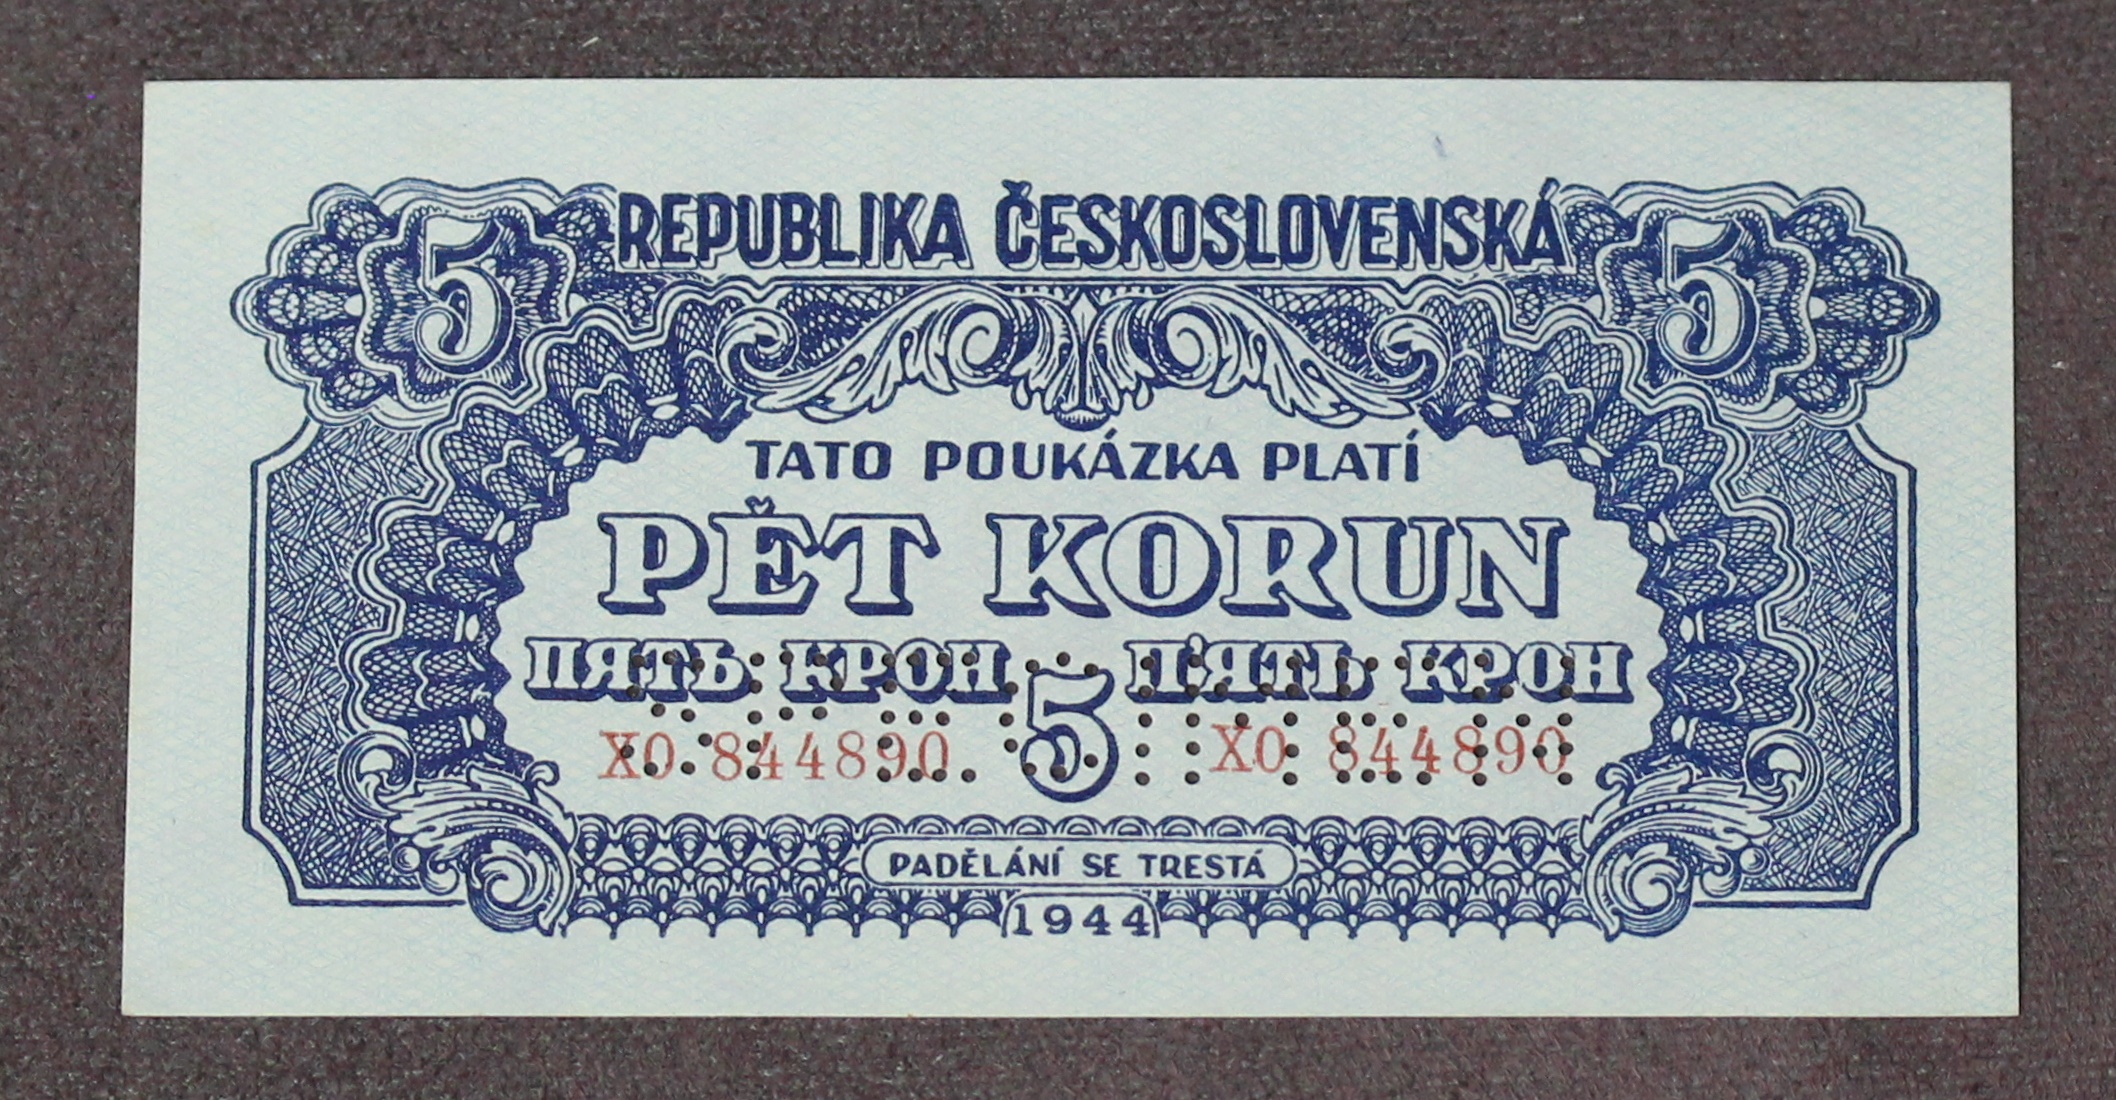 5 REPUBLIKA ČESKOSLOVENSKÁ 5
TATO POUKÁZKA PLATÍ
PĚT KORUN
ПЯТЬ КРОН 5 П'ЯТЬ КРОН
XO 844890 XO 844890
PADĚLÁNÍ SE TRESTÁ
1944